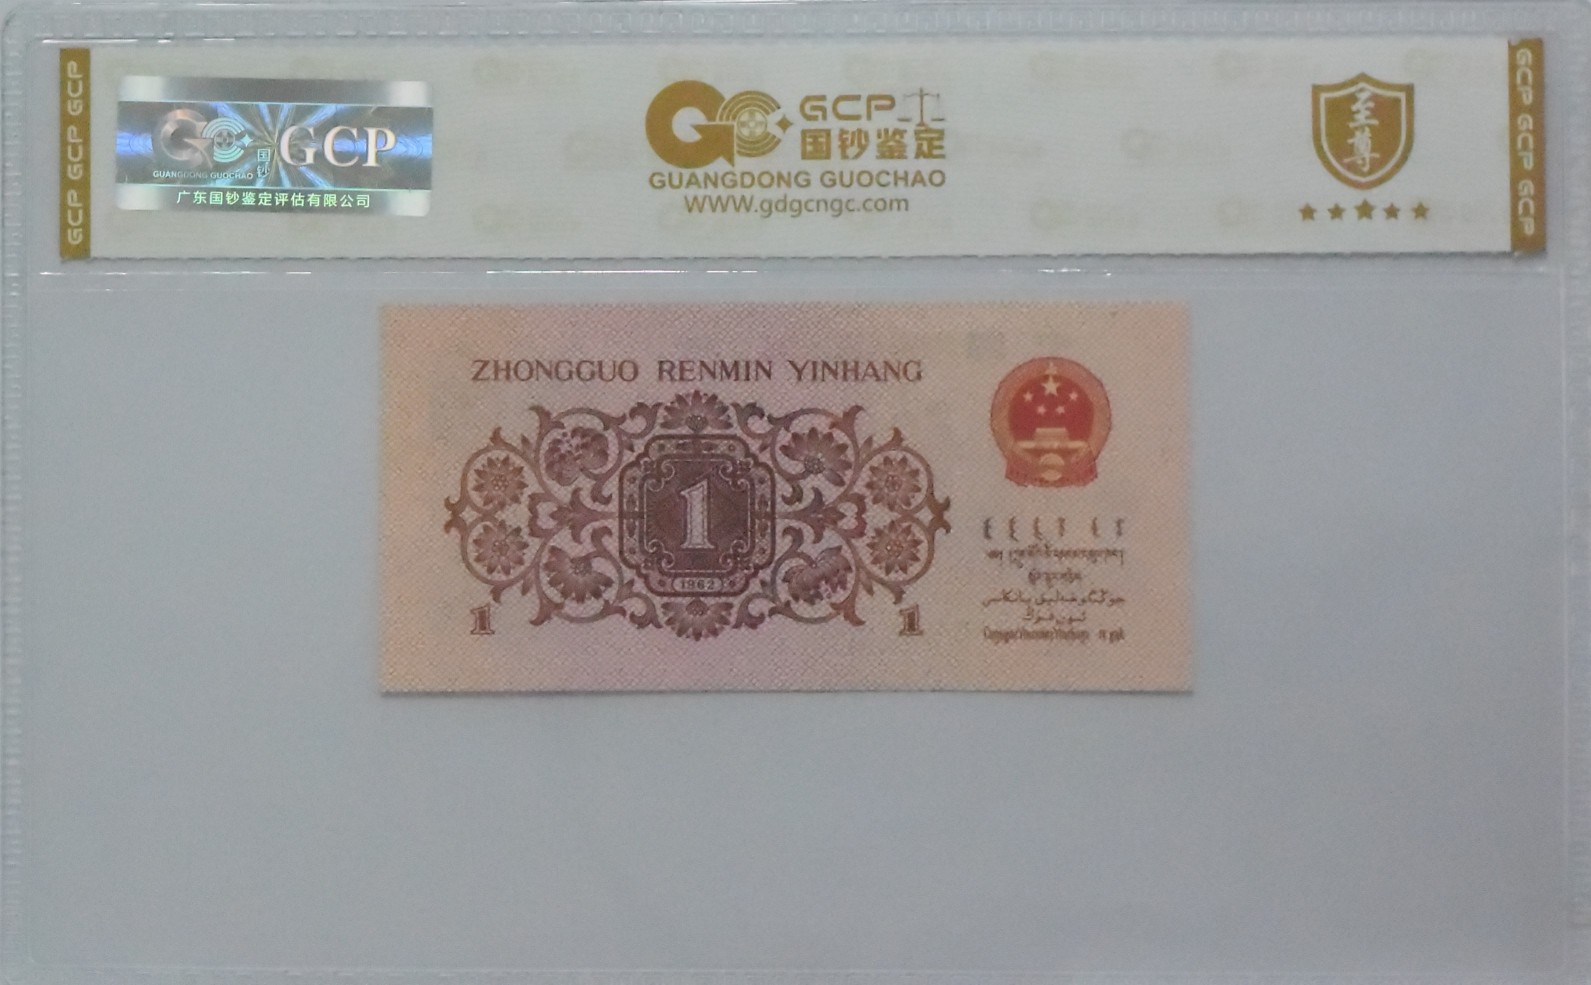 GCP GCP GCP
GCP
国钞
GUANGDONG GUOCHAO
广东国钞鉴定评估有限公司
GCP
国钞鉴定
GUANGDONG GUOCHAO
WWW.gdgcngc.com
至尊
GCP GCP GCP
ZHONGGUO RENMIN YINHANG
1
(1962)
1
1